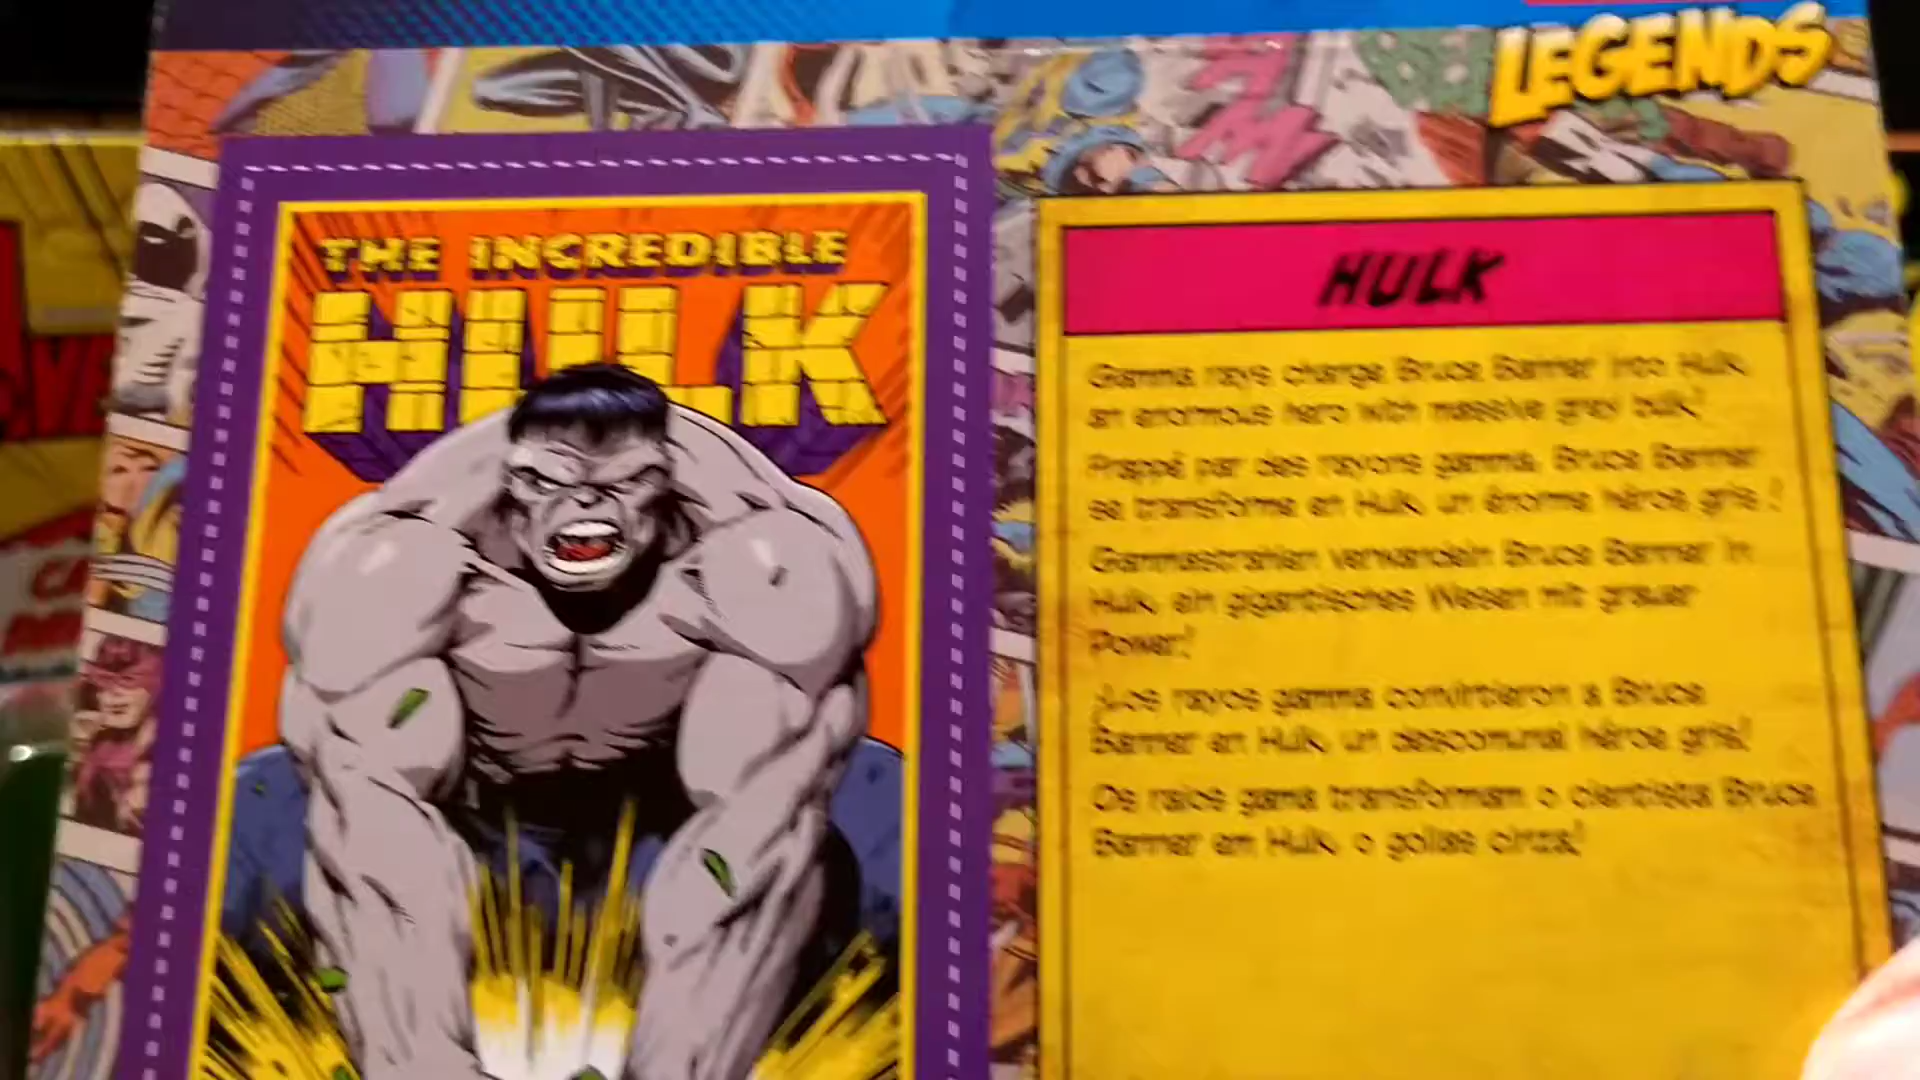 LEGENDS
THE INCREDIBLE
HULK
HULK
Gamma rays charge Bruce Banner into Hulk,
an enormous hero with massive gray bulk!
Frappé par des rayons gamma, Bruce Banner
se transforme en Hulk, un énorme héros gris !
Gammastrahlen verwandeln Bruce Banner in
Hulk, ein gigantisches Wesen mit grauer
Power!
¡Los rayos gamma convirtieron a Bruce
Banner en Hulk, un descomunal héroe gris!
Os raios gama transformam o cientista Bruce
Banner em Hulk, o golias cinza!